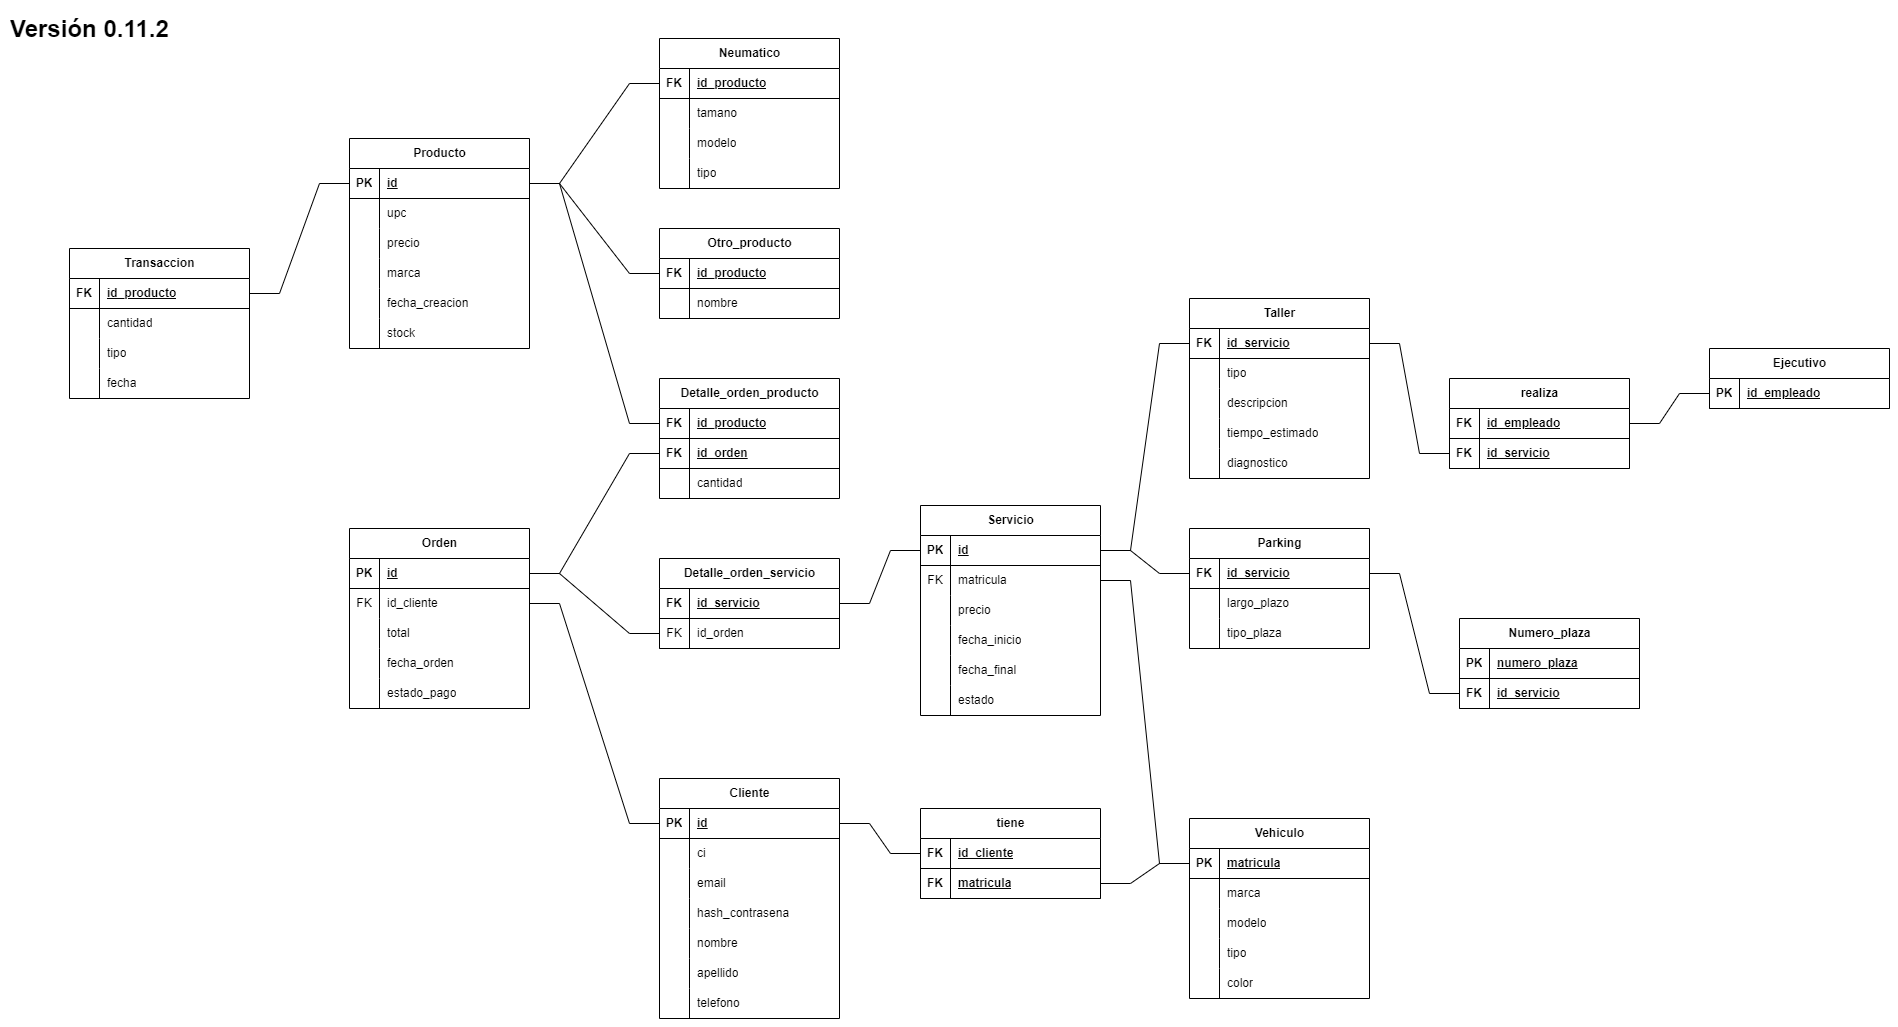 Versión 0.11.2
Neumatico
FK id_producto
tamano
modelo
tipo
Producto
PK id
upc
precio
marca
fecha_creacion
stock
Otro_producto
FK id_producto
nombre
Transaccion
FK id_producto
cantidad
tipo
fecha
Detalle_orden_producto
FK id_producto
FK id_orden
cantidad
Taller
FK id_servicio
tipo
descripcion
tiempo_estimado
diagnostico
realiza
FK id_empleado
FK id_servicio
Ejecutivo
PK id_empleado
Orden
PK id
FK id_cliente
total
fecha_orden
estado_pago
Detalle_orden_servicio
FK id_servicio
FK id_orden
Servicio
PK id
FK matricula
precio
fecha_inicio
fecha_final
estado
Parking
FK id_servicio
largo_plazo
tipo_plaza
Numero_plaza
PK numero_plaza
FK id_servicio
Cliente
PK id
ci
email
hash_contrasena
nombre
apellido
telefono
tiene
FK id_cliente
FK matricula
Vehiculo
PK matricula
marca
modelo
tipo
color